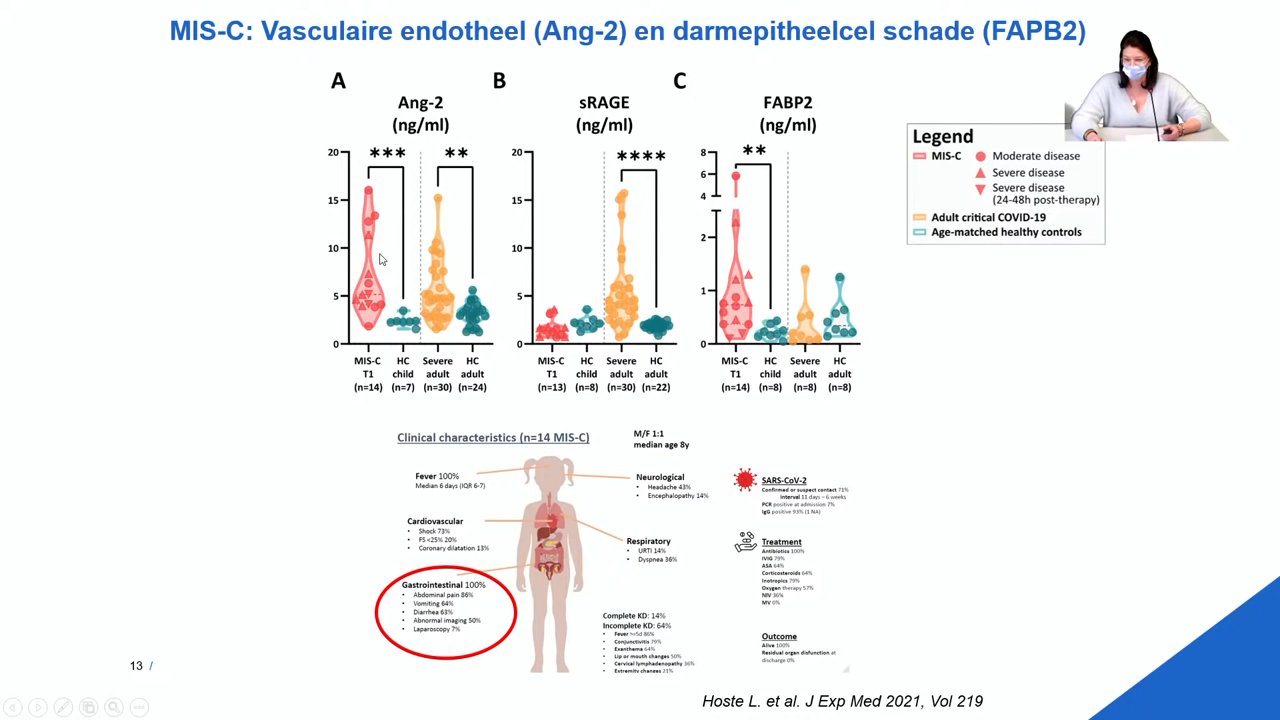 MIS-C: Vasculaire endotheel (Ang-2) en darmepitheelcel schade (FAPB2)
A
Ang-2
(ng/ml)
***
**
20
15
10
5
0
MIS-C
T1
(n=14)
HC
child
(n=7)
Severe
adult
(n=30)
HC
adult
(n=24)
B
sRAGE
(ng/ml)
****
20
15
10
5
0
MIS-C
T1
(n=13)
HC
child
(n=8)
Severe
adult
(n=30)
HC
adult
(n=22)
C
FABP2
(ng/ml)
**
8
6
4
2
1
0
MIS-C
T1
(n=14)
HC
child
(n=8)
Severe
adult
(n=8)
HC
adult
(n=8)
Legend
MIS-C
Moderate disease
Severe disease
Severe disease
(24-48h post-therapy)
Adult critical COVID-19
Age-matched healthy controls
Clinical characteristics (n=14 MIS-C)
M/F 1:1
median age 8y
Fever 100%
Median 6 days (IQR 6-7)
Cardiovascular
• Shock 73%
• FS <25% 20%
• Coronary dilatation 13%
Gastrointestinal 100%
• Abdominal pain 86%
• Vomiting 64%
• Diarrhea 63%
• Abnormal imaging 50%
• Laparoscopy 7%
Neurological
• Headache 43%
• Encephalopathy 14%
Respiratory
• URTI 14%
• Dyspnea 36%
Complete KD: 14%
Incomplete KD: 64%
• Fever >=5d 86%
• Conjunctivitis 79%
• Exanthema 64%
• Lip or mouth changes 50%
• Cervical lymphadenopathy 36%
• Extremity changes 21%
SARS-CoV-2
Confirmed or suspect contact 71%
Interval 11 days – 6 weeks
PCR positive at admission 7%
IgG positive 93% (1 NA)
Treatment
Antibiotics 100%
IVIG 79%
ASA 64%
Corticosteroids 64%
Inotropics 79%
Oxygen therapy 57%
NIV 36%
MV 0%
Outcome
Alive 100%
Residual organ disfunction at
discharge 0%
13 /
Hoste L. et al. J Exp Med 2021, Vol 219